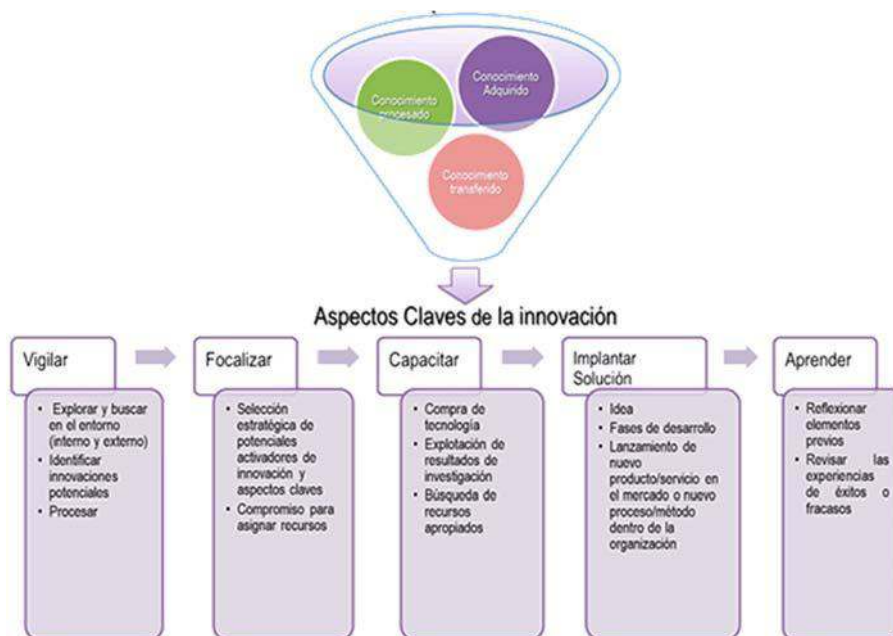 Conocimiento
procesado
Conocimiento
Adquirido
Conocimiento
transferido
Aspectos Claves de la innovación
Vigilar
• Explorar y buscar
en el entorno
(interno y externo)
• Identificar
innovaciones
potenciales
• Procesar
Focalizar
• Selección
estratégica de
potenciales
activadores de
innovación y
aspectos claves
• Compromiso para
asignar recursos
Capacitar
• Compra de
tecnología
• Explotación de
resultados de
investigación
• Búsqueda de
recursos
apropiados
Implantar
Solución
• Idea
• Fases de desarrollo
• Lanzamiento de
nuevo
producto/servicio en
el mercado o nuevo
proceso/método
dentro de la
organización
Aprender
• Reflexionar
elementos
previos
• Revisar las
experiencias
de éxitos o
fracasos